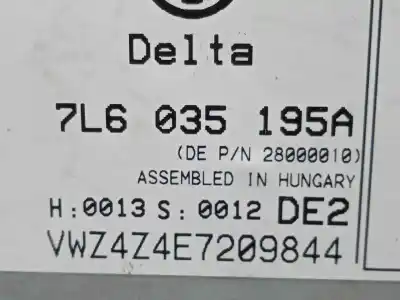 Delta
7L6 035 195A
(DE P/N 28000010)
ASSEMBLED IN HUNGARY
H:0013 S:0012 DE2
VWZ4Z4E7209844